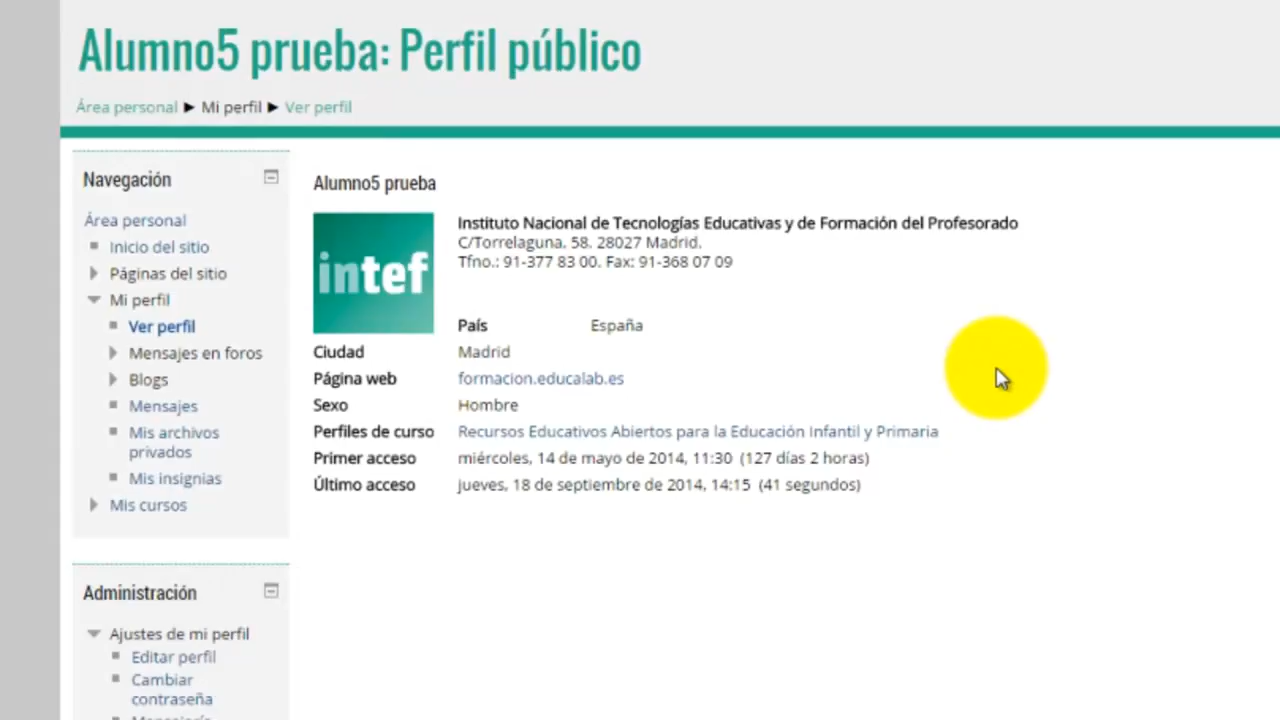 Alumno5 prueba: Perfil público
Área personal ► Mi perfil ► Ver perfil
Navegación
Área personal
Inicio del sitio
Páginas del sitio
Mi perfil
Ver perfil
Mensajes en foros
Blogs
Mensajes
Mis archivos
privados
Mis insignias
Mis cursos
Administración
Ajustes de mi perfil
Editar perfil
Cambiar
contraseña
Alumno5 prueba
intef
Instituto Nacional de Tecnologías Educativas y de Formación del Profesorado
C/Torrelaguna. 58. 28027 Madrid.
Tfno.: 91-377 83 00. Fax: 91-368 07 09
País España
Ciudad Madrid
Página web formacion.educalab.es
Sexo Hombre
Perfiles de curso Recursos Educativos Abiertos para la Educación Infantil y Primaria
Primer acceso miércoles, 14 de mayo de 2014, 11:30 (127 días 2 horas)
Último acceso jueves, 18 de septiembre de 2014, 14:15 (41 segundos)